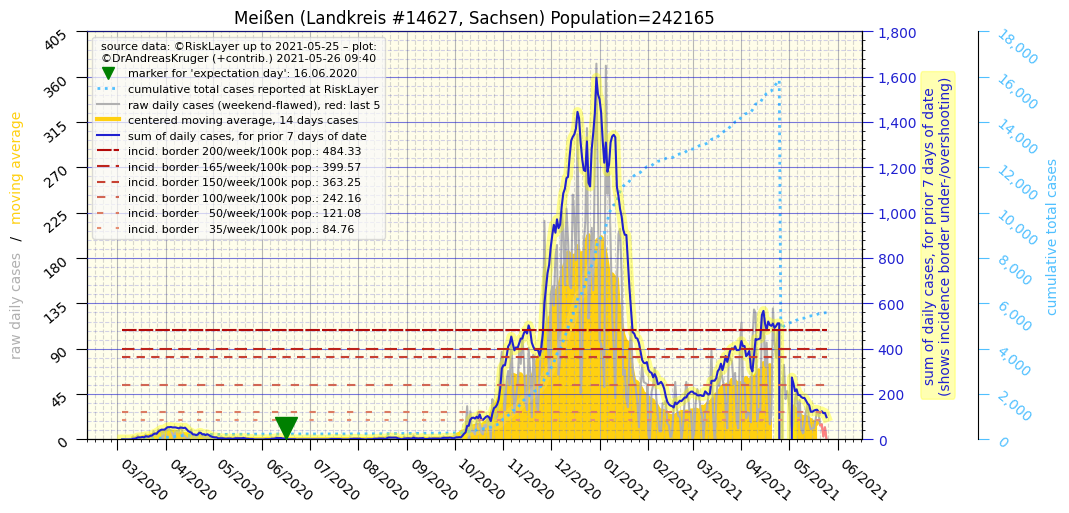 Meißen (Landkreis #14627, Sachsen) Population=242165
source data: ©RiskLayer up to 2021-05-25 – plot:
©DrAndreasKruger (+contrib.) 2021-05-26 09:40
marker for 'expectation day': 16.06.2020
cumulative total cases reported at RiskLayer
raw daily cases (weekend-flawed), red: last 5
centered moving average, 14 days cases
sum of daily cases, for prior 7 days of date
incid. border 200/week/100k pop.: 484.33
incid. border 165/week/100k pop.: 399.57
incid. border 150/week/100k pop.: 363.25
incid. border 100/week/100k pop.: 242.16
incid. border 50/week/100k pop.: 121.08
incid. border 35/week/100k pop.: 84.76
raw daily cases / moving average
405
360
315
270
225
180
135
90
45
0
03/2020
04/2020
05/2020
06/2020
07/2020
08/2020
09/2020
10/2020
11/2020
12/2020
01/2021
02/2021
03/2021
04/2021
05/2021
06/2021
1,800
1,600
1,400
1,200
1,000
800
600
400
200
0
sum of daily cases, for prior 7 days of date
(shows incidence border under-/overshooting)
18,000
16,000
14,000
12,000
10,000
8,000
6,000
4,000
2,000
0
cumulative total cases